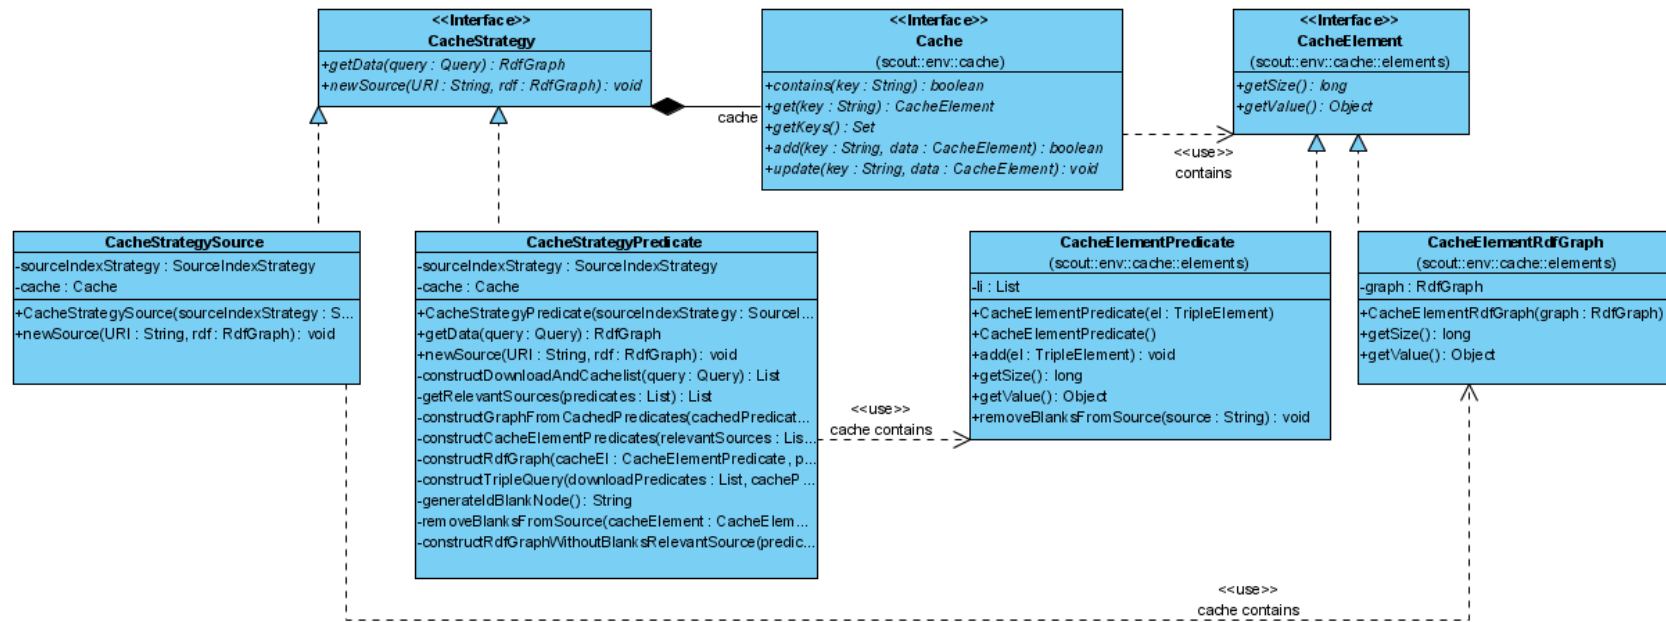 <<Interface>>
CacheStrategy
+getData(query : Query) : RdfGraph
+newSource(URI : String, rdf : RdfGraph) : void
<<Interface>>
Cache
(scout::env::cache)
+contains(key : String) : boolean
+get(key : String) : CacheElement
+getKeys() : Set
+add(key : String, data : CacheElement) : boolean
+update(key : String, data : CacheElement) : void
<<Interface>>
CacheElement
(scout::env::cache::elements)
+getSize() : long
+getValue() : Object
cache
<<use>>
contains
CacheStrategySource
-sourceIndexStrategy : SourceIndexStrategy
-cache : Cache
+CacheStrategySource(sourceIndexStrategy : S...
+newSource(URI : String, rdf : RdfGraph) : void
CacheStrategyPredicate
-sourceIndexStrategy : SourceIndexStrategy
-cache : Cache
+CacheStrategyPredicate(sourceIndexStrategy : SourceI...
+getData(query : Query) : RdfGraph
+newSource(URI : String, rdf : RdfGraph) : void
-constructDownloadAndCachelist(query : Query) : List
-getRelevantSources(predicates : List) : List
-constructGraphFromCachedPredicates(cachedPredicat...
-constructCacheElementPredicates(relevantSources : Lis...
-constructRdfGraph(cacheEl : CacheElementPredicate, p...
-constructTripleQuery(downloadPredicates : List, cacheP...
-generateIdBlankNode() : String
-removeBlanksFromSource(cacheElement : CacheElem...
-constructRdfGraphWithoutBlanksRelevantSource(predic...
<<use>>
cache contains
CacheElementPredicate
(scout::env::cache::elements)
-li : List
+CacheElementPredicate(el : TripleElement)
+CacheElementPredicate()
+add(el : TripleElement) : void
+getSize() : long
+getValue() : Object
+removeBlanksFromSource(source : String) : void
CacheElementRdfGraph
(scout::env::cache::elements)
-graph : RdfGraph
+CacheElementRdfGraph(graph : RdfGraph)
+getSize() : long
+getValue() : Object
<<use>>
cache contains